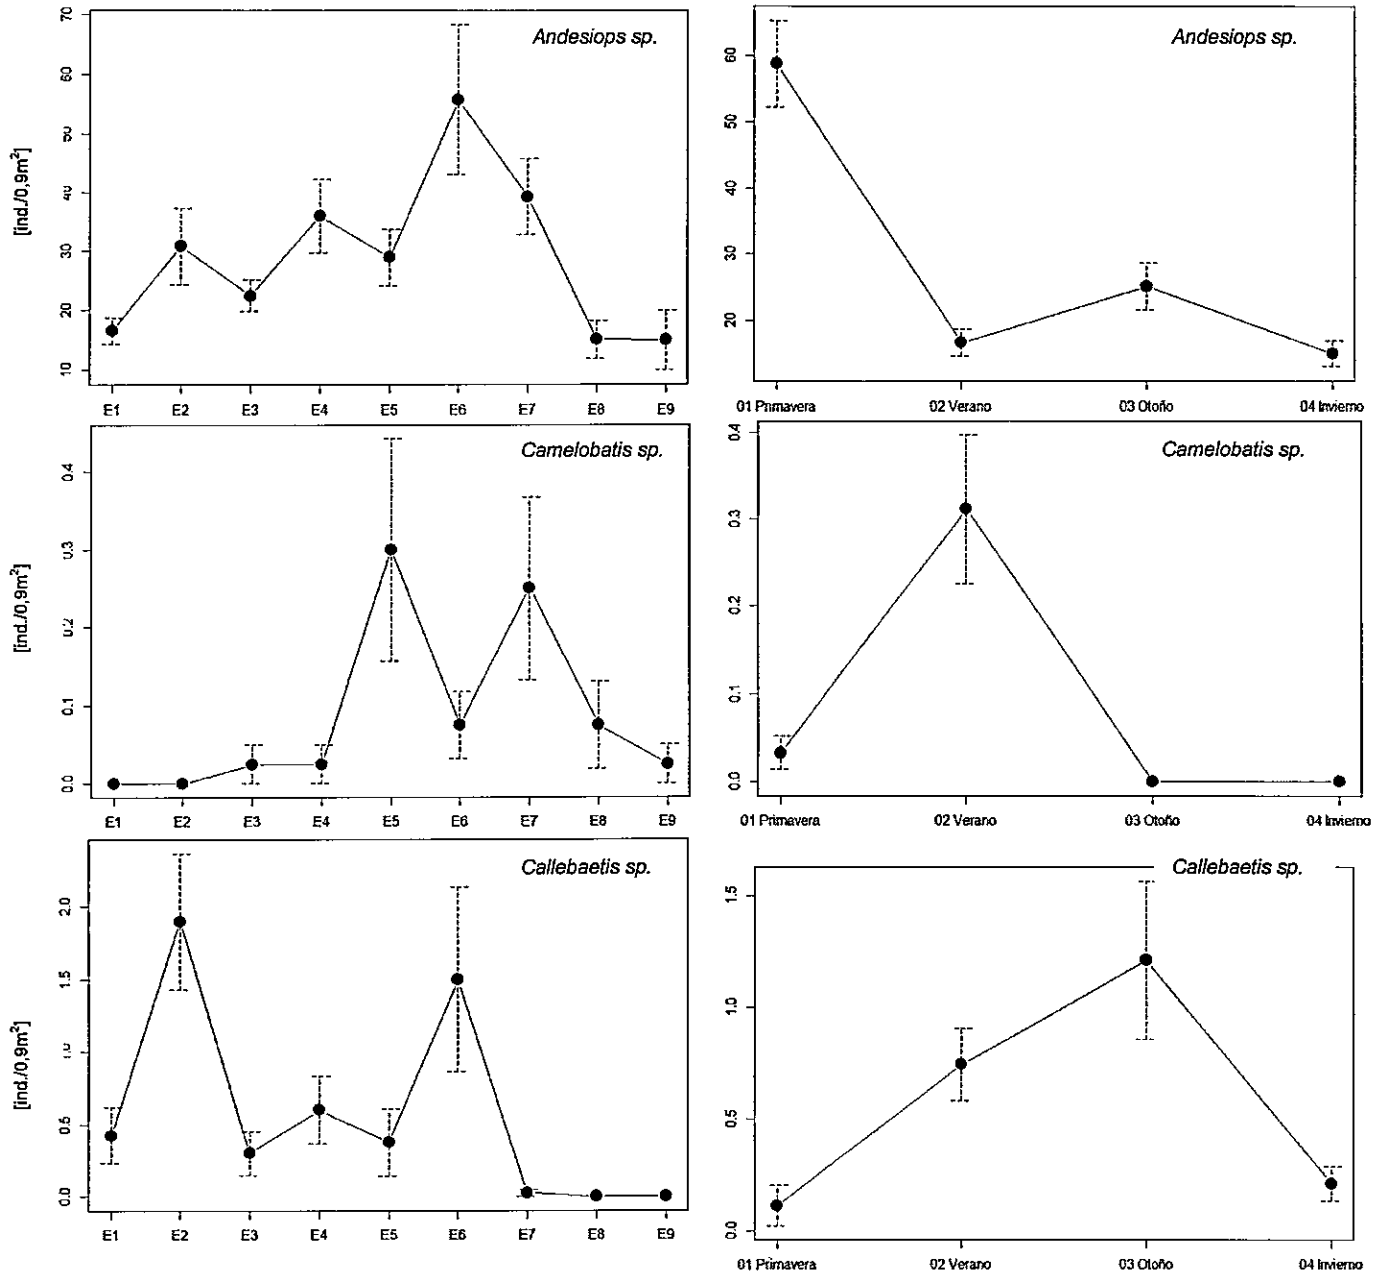 Andesiops sp.
[ind./0,9m²]
70
60
50
40
30
20
10
E1 E2 E3 E4 E5 E6 E7 E8 E9
Andesiops sp.
60
50
40
30
20
01 Primavera 02 Verano 03 Otoño 04 Invierno
Camelobatis sp.
[ind./0,9m²]
0.4
0.3
0.2
0.1
0.0
E1 E2 E3 E4 E5 E6 E7 E8 E9
Camelobatis sp.
0.4
0.3
0.2
0.1
0.0
01 Primavera 02 Verano 03 Otoño 04 Invierno
Callebaetis sp.
[ind./0,9m²]
2.0
1.5
1.0
0.5
0.0
E1 E2 E3 E4 E5 E6 E7 E8 E9
Callebaetis sp.
1.5
1.0
0.5
0.0
01 Primavera 02 Verano 03 Otoño 04 Invierno